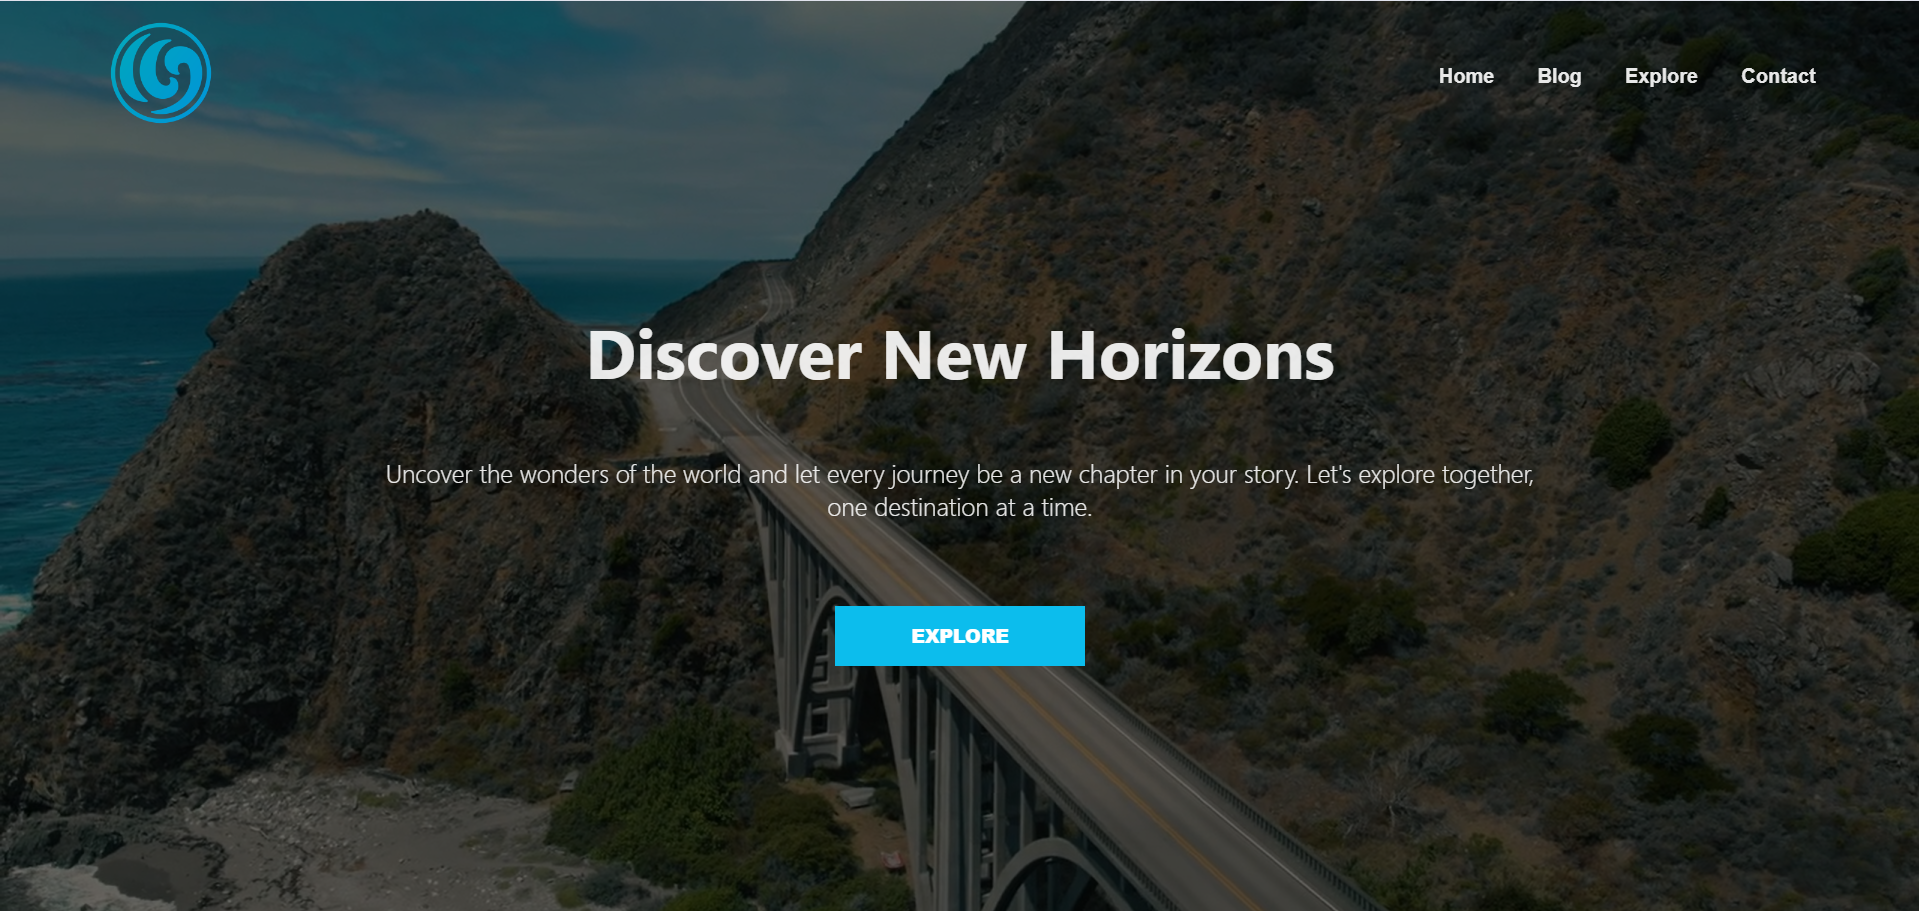 Home Blog Explore Contact
Discover New Horizons
Uncover the wonders of the world and let every journey be a new chapter in your story. Let's explore together,
one destination at a time.
EXPLORE